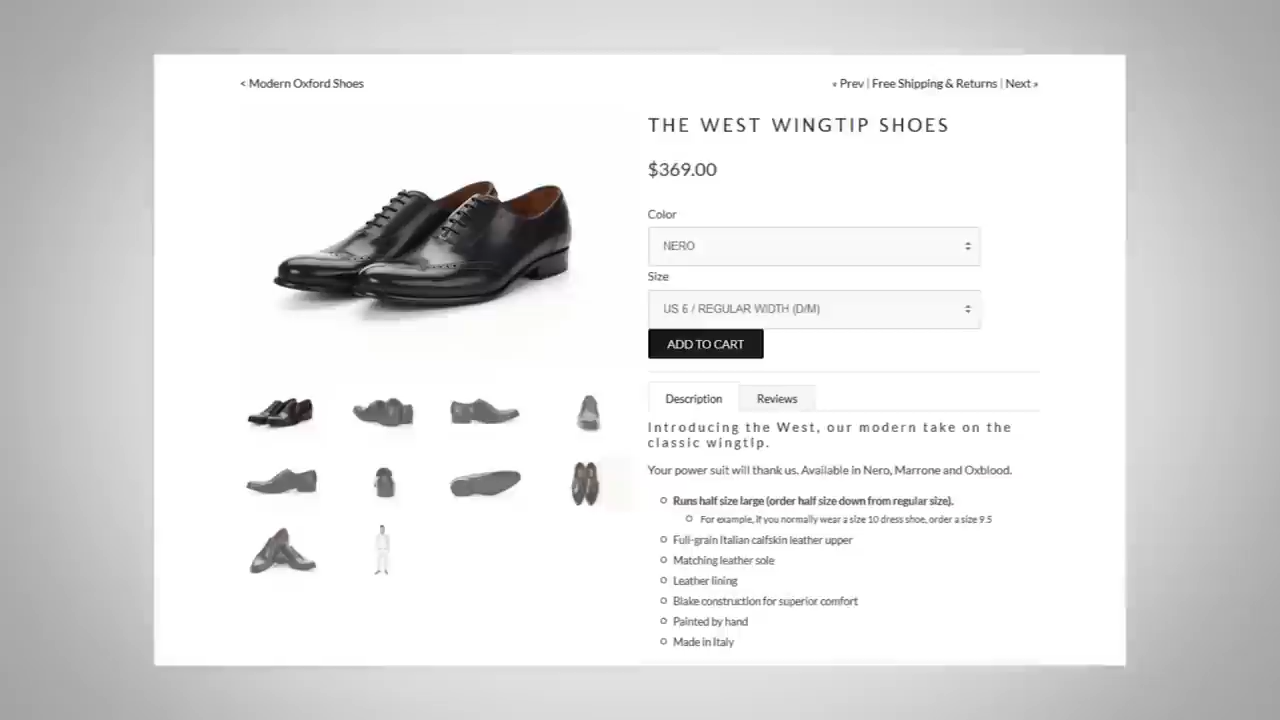 < Modern Oxford Shoes
« Prev | Free Shipping & Returns | Next »
THE WEST WINGTIP SHOES
$369.00
Color
NERO
Size
US 6 / REGULAR WIDTH (D/M)
ADD TO CART
Description
Reviews
Introducing the West, our modern take on the
classic wingtip.
Your power suit will thank us. Available in Nero, Marrone and Oxblood.
Runs half size large (order half size down from regular size).
For example, if you normally wear a size 10 dress shoe, order a size 9.5
Full-grain Italian calfskin leather upper
Matching leather sole
Leather lining
Blake construction for superior comfort
Painted by hand
Made in Italy